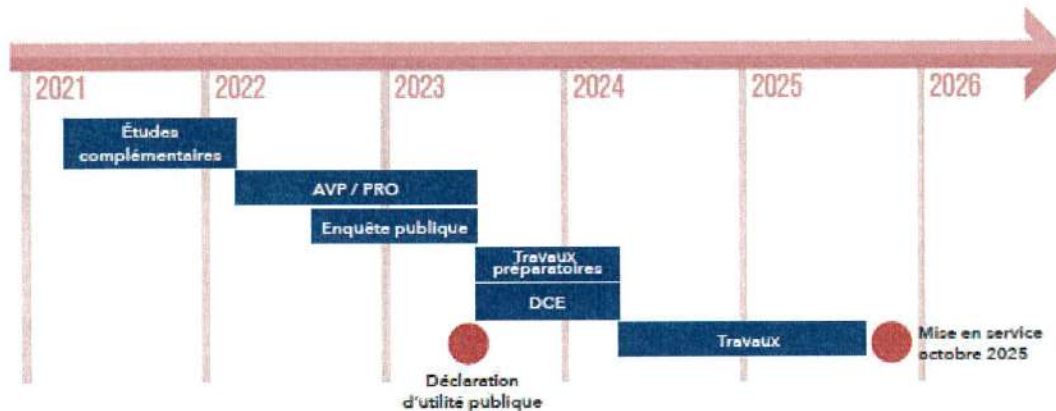 2021
2022
2023
2024
2025
2026
Études
complémentaires
AVP / PRO
Enquête publique
Travaux
préparatoires
DCE
Travaux
Mise en service
octobre 2025
Déclaration
d'utilité publique